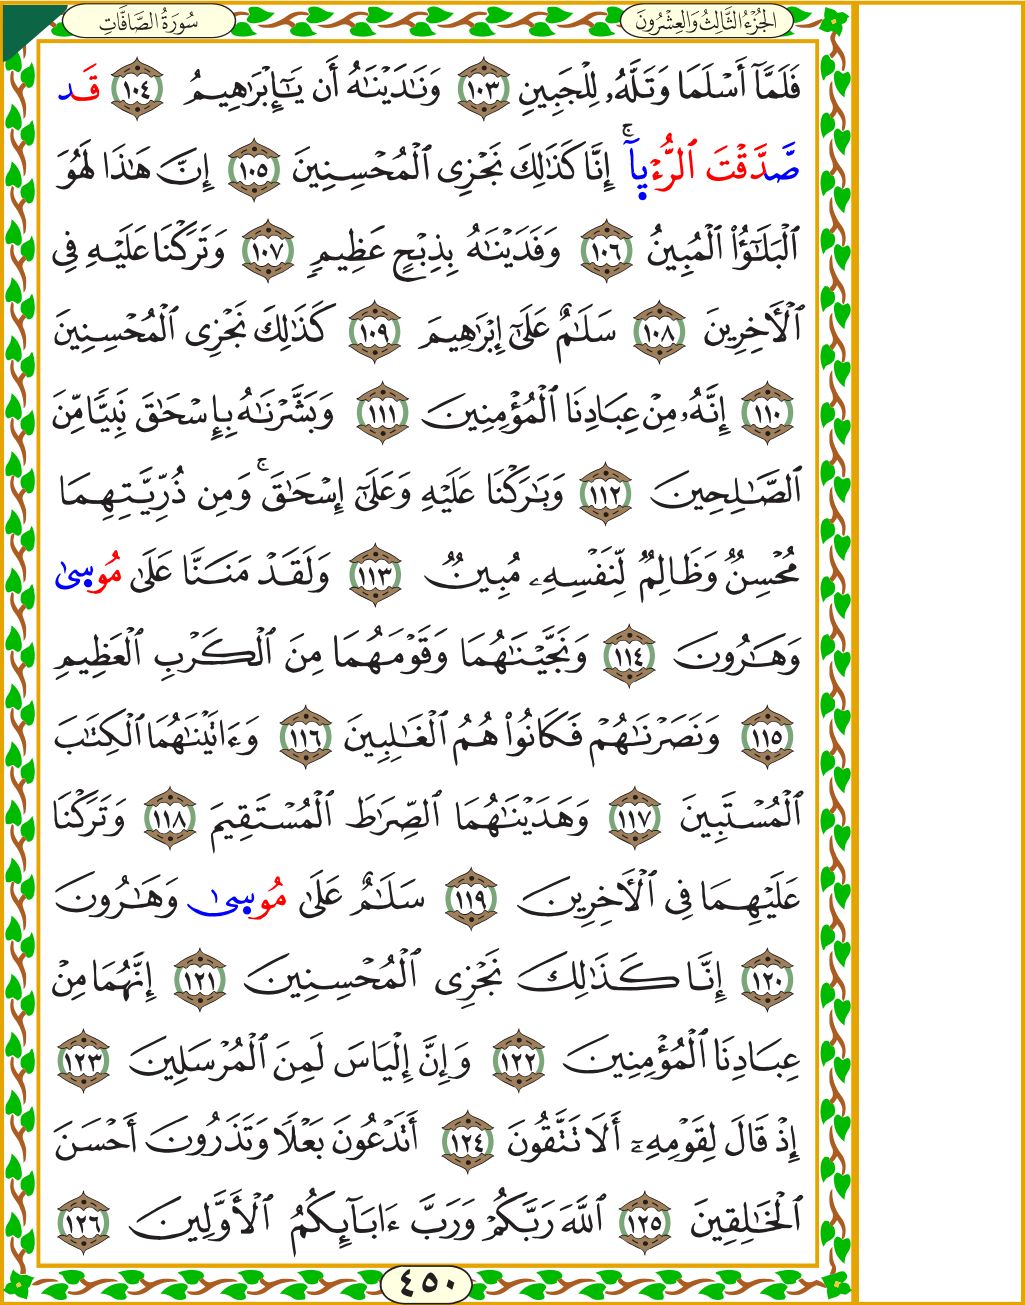 سُورَةُ الصَّافَّاتِ
الجُزْءُ الثَّالِثُ وَالعِشْرُونَ
فَلَمَّآ أَسْلَمَا وَتَلَّهُۥ لِلْجَبِينِ ١٠٣ وَنَٰدَيْنَٰهُ أَن يَٰٓإِبْرَٰهِيمُ ١٠٤ قَد
صَّدَّقْتَ ٱلرُّءْيِآۚ إِنَّا كَذَٰلِكَ نَجْزِى ٱلْمُحْسِنِينَ ١٠٥ إِنَّ هَٰذَا لَهُوَ
ٱلْبَلَٰٓؤُا۟ ٱلْمُبِينُ ١٠٦ وَفَدَيْنَٰهُ بِذِبْحٍ عَظِيمٍ ١٠٧ وَتَرَكْنَا عَلَيْهِ فِى
ٱلْأَخِرِينَ ١٠٨ سَلَٰمٌ عَلَىٰٓ إِبْرَٰهِيمَ ١٠٩ كَذَٰلِكَ نَجْزِى ٱلْمُحْسِنِينَ
١١٠ إِنَّهُۥ مِنْ عِبَادِنَا ٱلْمُؤْمِنِينَ ١١١ وَبَشَّرْنَٰهُ بِإِسْحَٰقَ نَبِيًّا مِّنَ
ٱلصَّٰلِحِينَ ١١٢ وَبَٰرَكْنَا عَلَيْهِ وَعَلَىٰٓ إِسْحَٰقَۚ وَمِن ذُرِّيَّتِهِمَا
مُحْسِنٌ وَظَالِمٌ لِّنَفْسِهِۦ مُبِينٌ ١١٣ وَلَقَدْ مَنَنَّا عَلَىٰ مُوسِىٰ
وَهَٰرُونَ ١١٤ وَنَجَّيْنَٰهُمَا وَقَوْمَهُمَا مِنَ ٱلْكَرْبِ ٱلْعَظِيمِ
١١٥ وَنَصَرْنَٰهُمْ فَكَانُوا۟ هُمُ ٱلْغَٰلِبِينَ ١١٦ وَءَاتَيْنَٰهُمَا ٱلْكِتَٰبَ
ٱلْمُسْتَبِينَ ١١٧ وَهَدَيْنَٰهُمَا ٱلصِّرَٰطَ ٱلْمُسْتَقِيمَ ١١٨ وَتَرَكْنَا
عَلَيْهِمَا فِى ٱلْأَخِرِينَ ١١٩ سَلَٰمٌ عَلَىٰ مُوسِىٰ وَهَٰرُونَ
١٢٠ إِنَّا كَذَٰلِكَ نَجْزِى ٱلْمُحْسِنِينَ ١٢١ إِنَّهُمَا مِنْ
عِبَادِنَا ٱلْمُؤْمِنِينَ ١٢٢ وَإِنَّ إِلْيَاسَ لَمِنَ ٱلْمُرْسَلِينَ ١٢٣
إِذْ قَالَ لِقَوْمِهِۦٓ أَلَا تَتَّقُونَ ١٢٤ أَتَدْعُونَ بَعْلًا وَتَذَرُونَ أَحْسَنَ
ٱلْخَٰلِقِينَ ١٢٥ ٱللَّهَ رَبَّكُمْ وَرَبَّ ءَابَآئِكُمُ ٱلْأَوَّلِينَ ١٢٦
٤٥٠